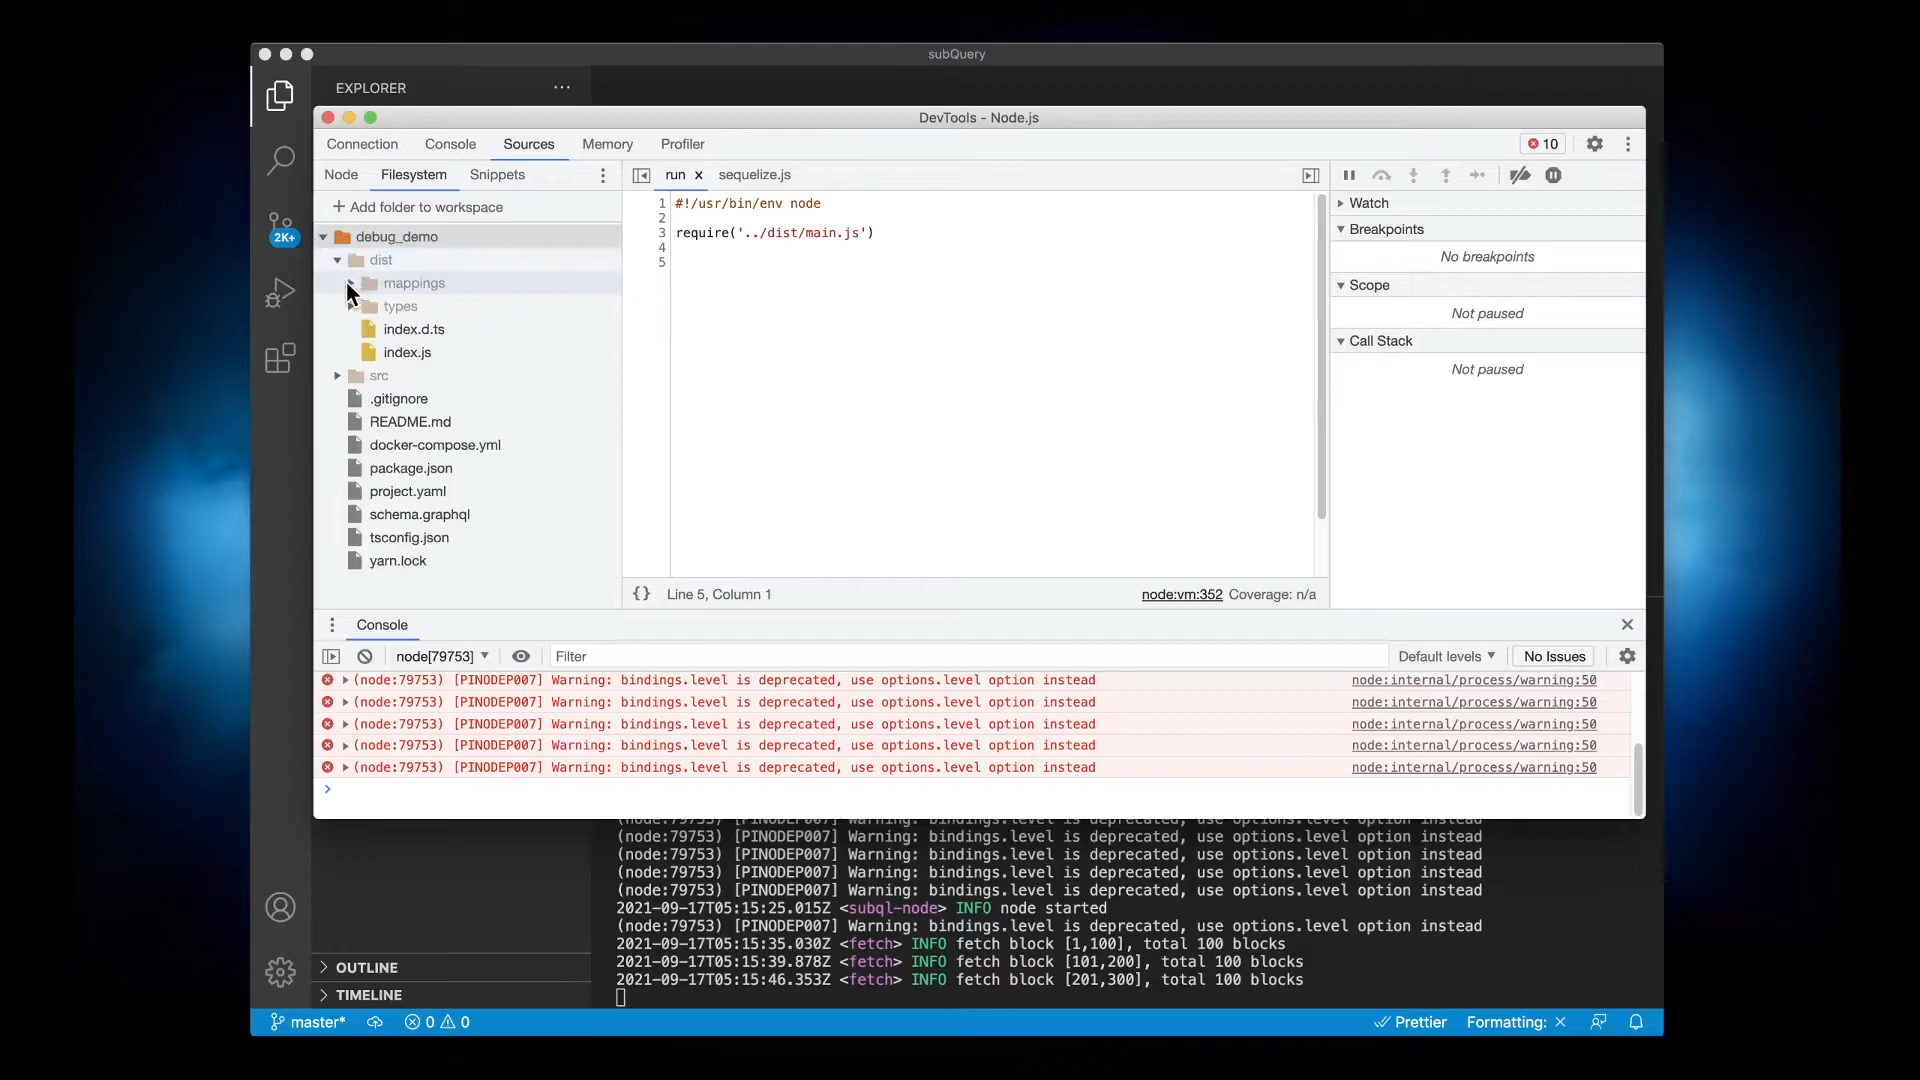 subQuery
EXPLORER
DevTools - Node.js
Connection Console Sources Memory Profiler 10
Node Filesystem Snippets run × sequelize.js
+ Add folder to workspace
debug_demo
dist
mappings
types
index.d.ts
index.js
src
.gitignore
README.md
docker-compose.yml
package.json
project.yaml
schema.graphql
tsconfig.json
yarn.lock
1 #!/usr/bin/env node
2
3 require('../dist/main.js')
4
5
{} Line 5, Column 1 node:vm:352 Coverage: n/a
Watch
Breakpoints
No breakpoints
Scope
Not paused
Call Stack
Not paused
Console
node[79753] Filter Default levels No Issues
(node:79753) [PINODEP007] Warning: bindings.level is deprecated, use options.level option instead node:internal/process/warning:50
(node:79753) [PINODEP007] Warning: bindings.level is deprecated, use options.level option instead node:internal/process/warning:50
(node:79753) [PINODEP007] Warning: bindings.level is deprecated, use options.level option instead node:internal/process/warning:50
(node:79753) [PINODEP007] Warning: bindings.level is deprecated, use options.level option instead node:internal/process/warning:50
(node:79753) [PINODEP007] Warning: bindings.level is deprecated, use options.level option instead node:internal/process/warning:50
>
2K+
(node:79753) [PINODEP007] Warning: bindings.level is deprecated, use options.level option instead
(node:79753) [PINODEP007] Warning: bindings.level is deprecated, use options.level option instead
(node:79753) [PINODEP007] Warning: bindings.level is deprecated, use options.level option instead
(node:79753) [PINODEP007] Warning: bindings.level is deprecated, use options.level option instead
(node:79753) [PINODEP007] Warning: bindings.level is deprecated, use options.level option instead
2021-09-17T05:15:25.015Z <subql-node> INFO node started
(node:79753) [PINODEP007] Warning: bindings.level is deprecated, use options.level option instead
2021-09-17T05:15:35.030Z <fetch> INFO fetch block [1,100], total 100 blocks
2021-09-17T05:15:39.878Z <fetch> INFO fetch block [101,200], total 100 blocks
2021-09-17T05:15:46.353Z <fetch> INFO fetch block [201,300], total 100 blocks
OUTLINE
TIMELINE
master* 0 0 Prettier Formatting: ×